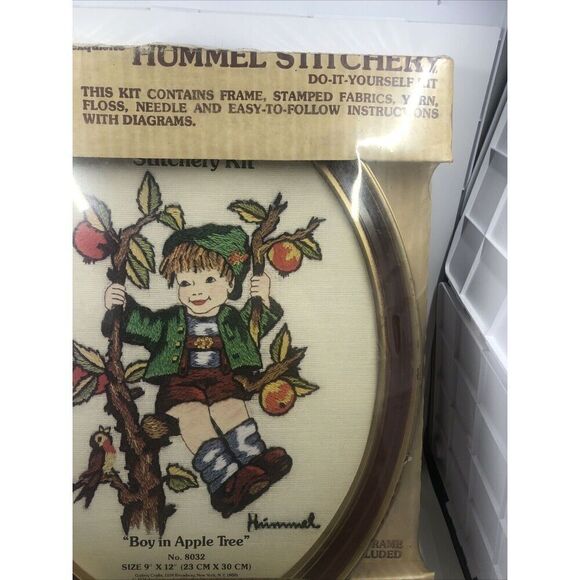 HUMMEL STITCHERY
DO-IT-YOURSELF KIT
THIS KIT CONTAINS FRAME, STAMPED FABRICS, YARN,
FLOSS, NEEDLE AND EASY-TO-FOLLOW INSTRUCTIONS
WITH DIAGRAMS.
Stitchery Kit
Hummel
"Boy in Apple Tree"
No. 8032
SIZE 9" X 12" (23 CM X 30 CM)
FRAME